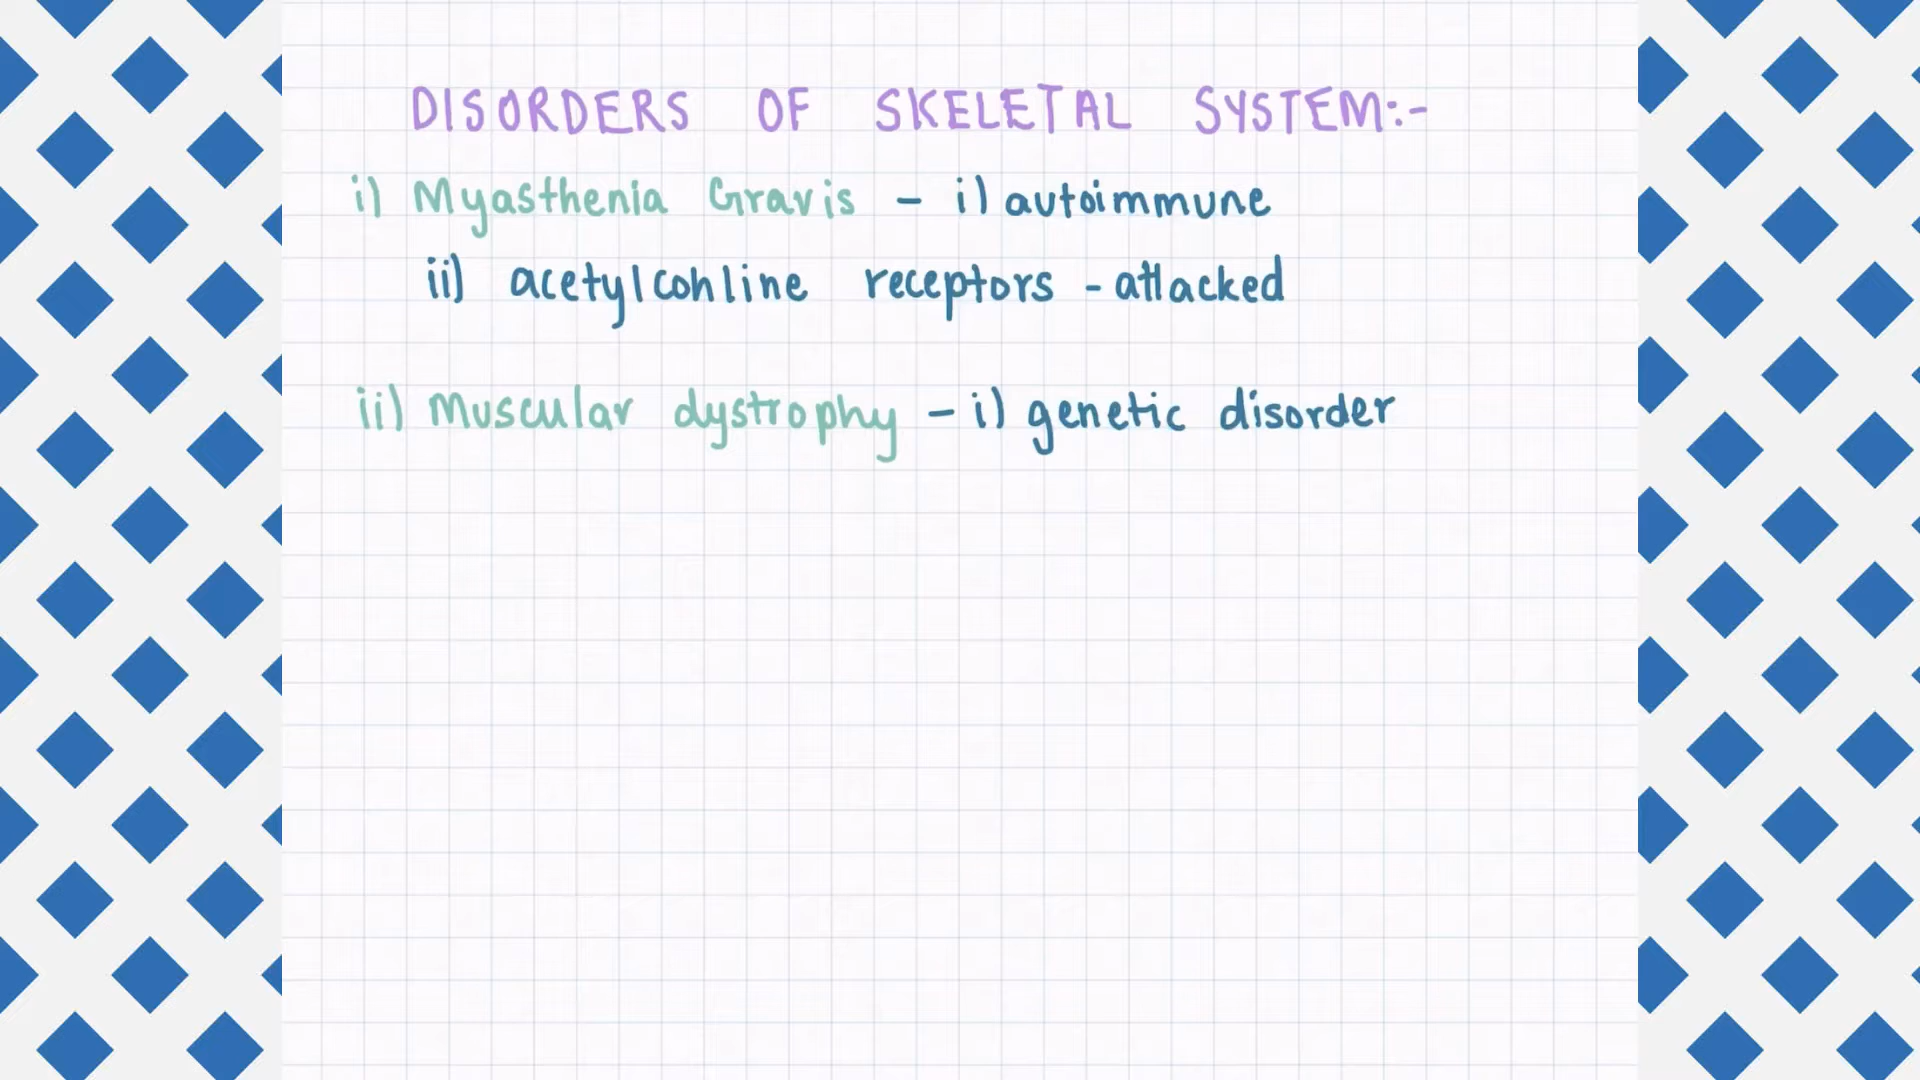 DISORDERS OF SKELETAL SYSTEM:-
i) Myasthenia Gravis - i) autoimmune
ii) acetylcohline receptors - attacked
ii) Muscular dystrophy - i) genetic disorder